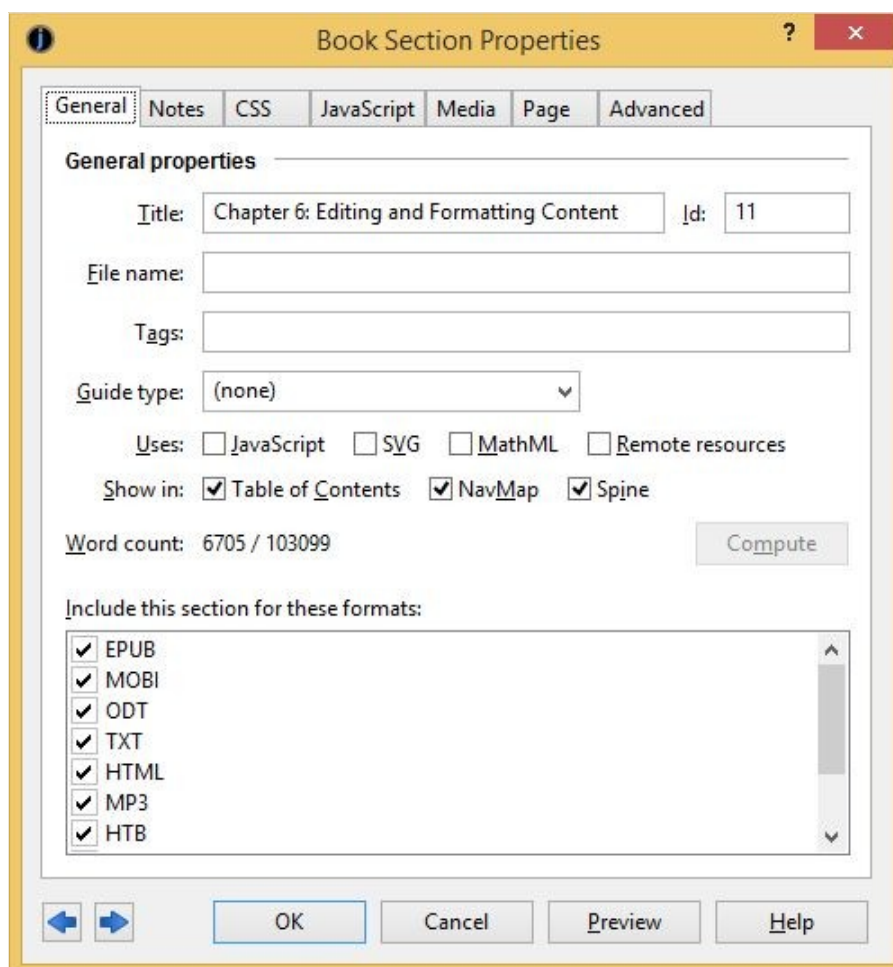 Book Section Properties ?
General Notes CSS JavaScript Media Page Advanced
General properties
Title: Chapter 6: Editing and Formatting Content Id: 11
File name:
Tags:
Guide type: (none)
Uses: JavaScript SVG MathML Remote resources
Show in: Table of Contents NavMap Spine
Word count: 6705 / 103099 Compute
Include this section for these formats:
EPUB
MOBI
ODT
TXT
HTML
MP3
HTB
OK Cancel Preview Help